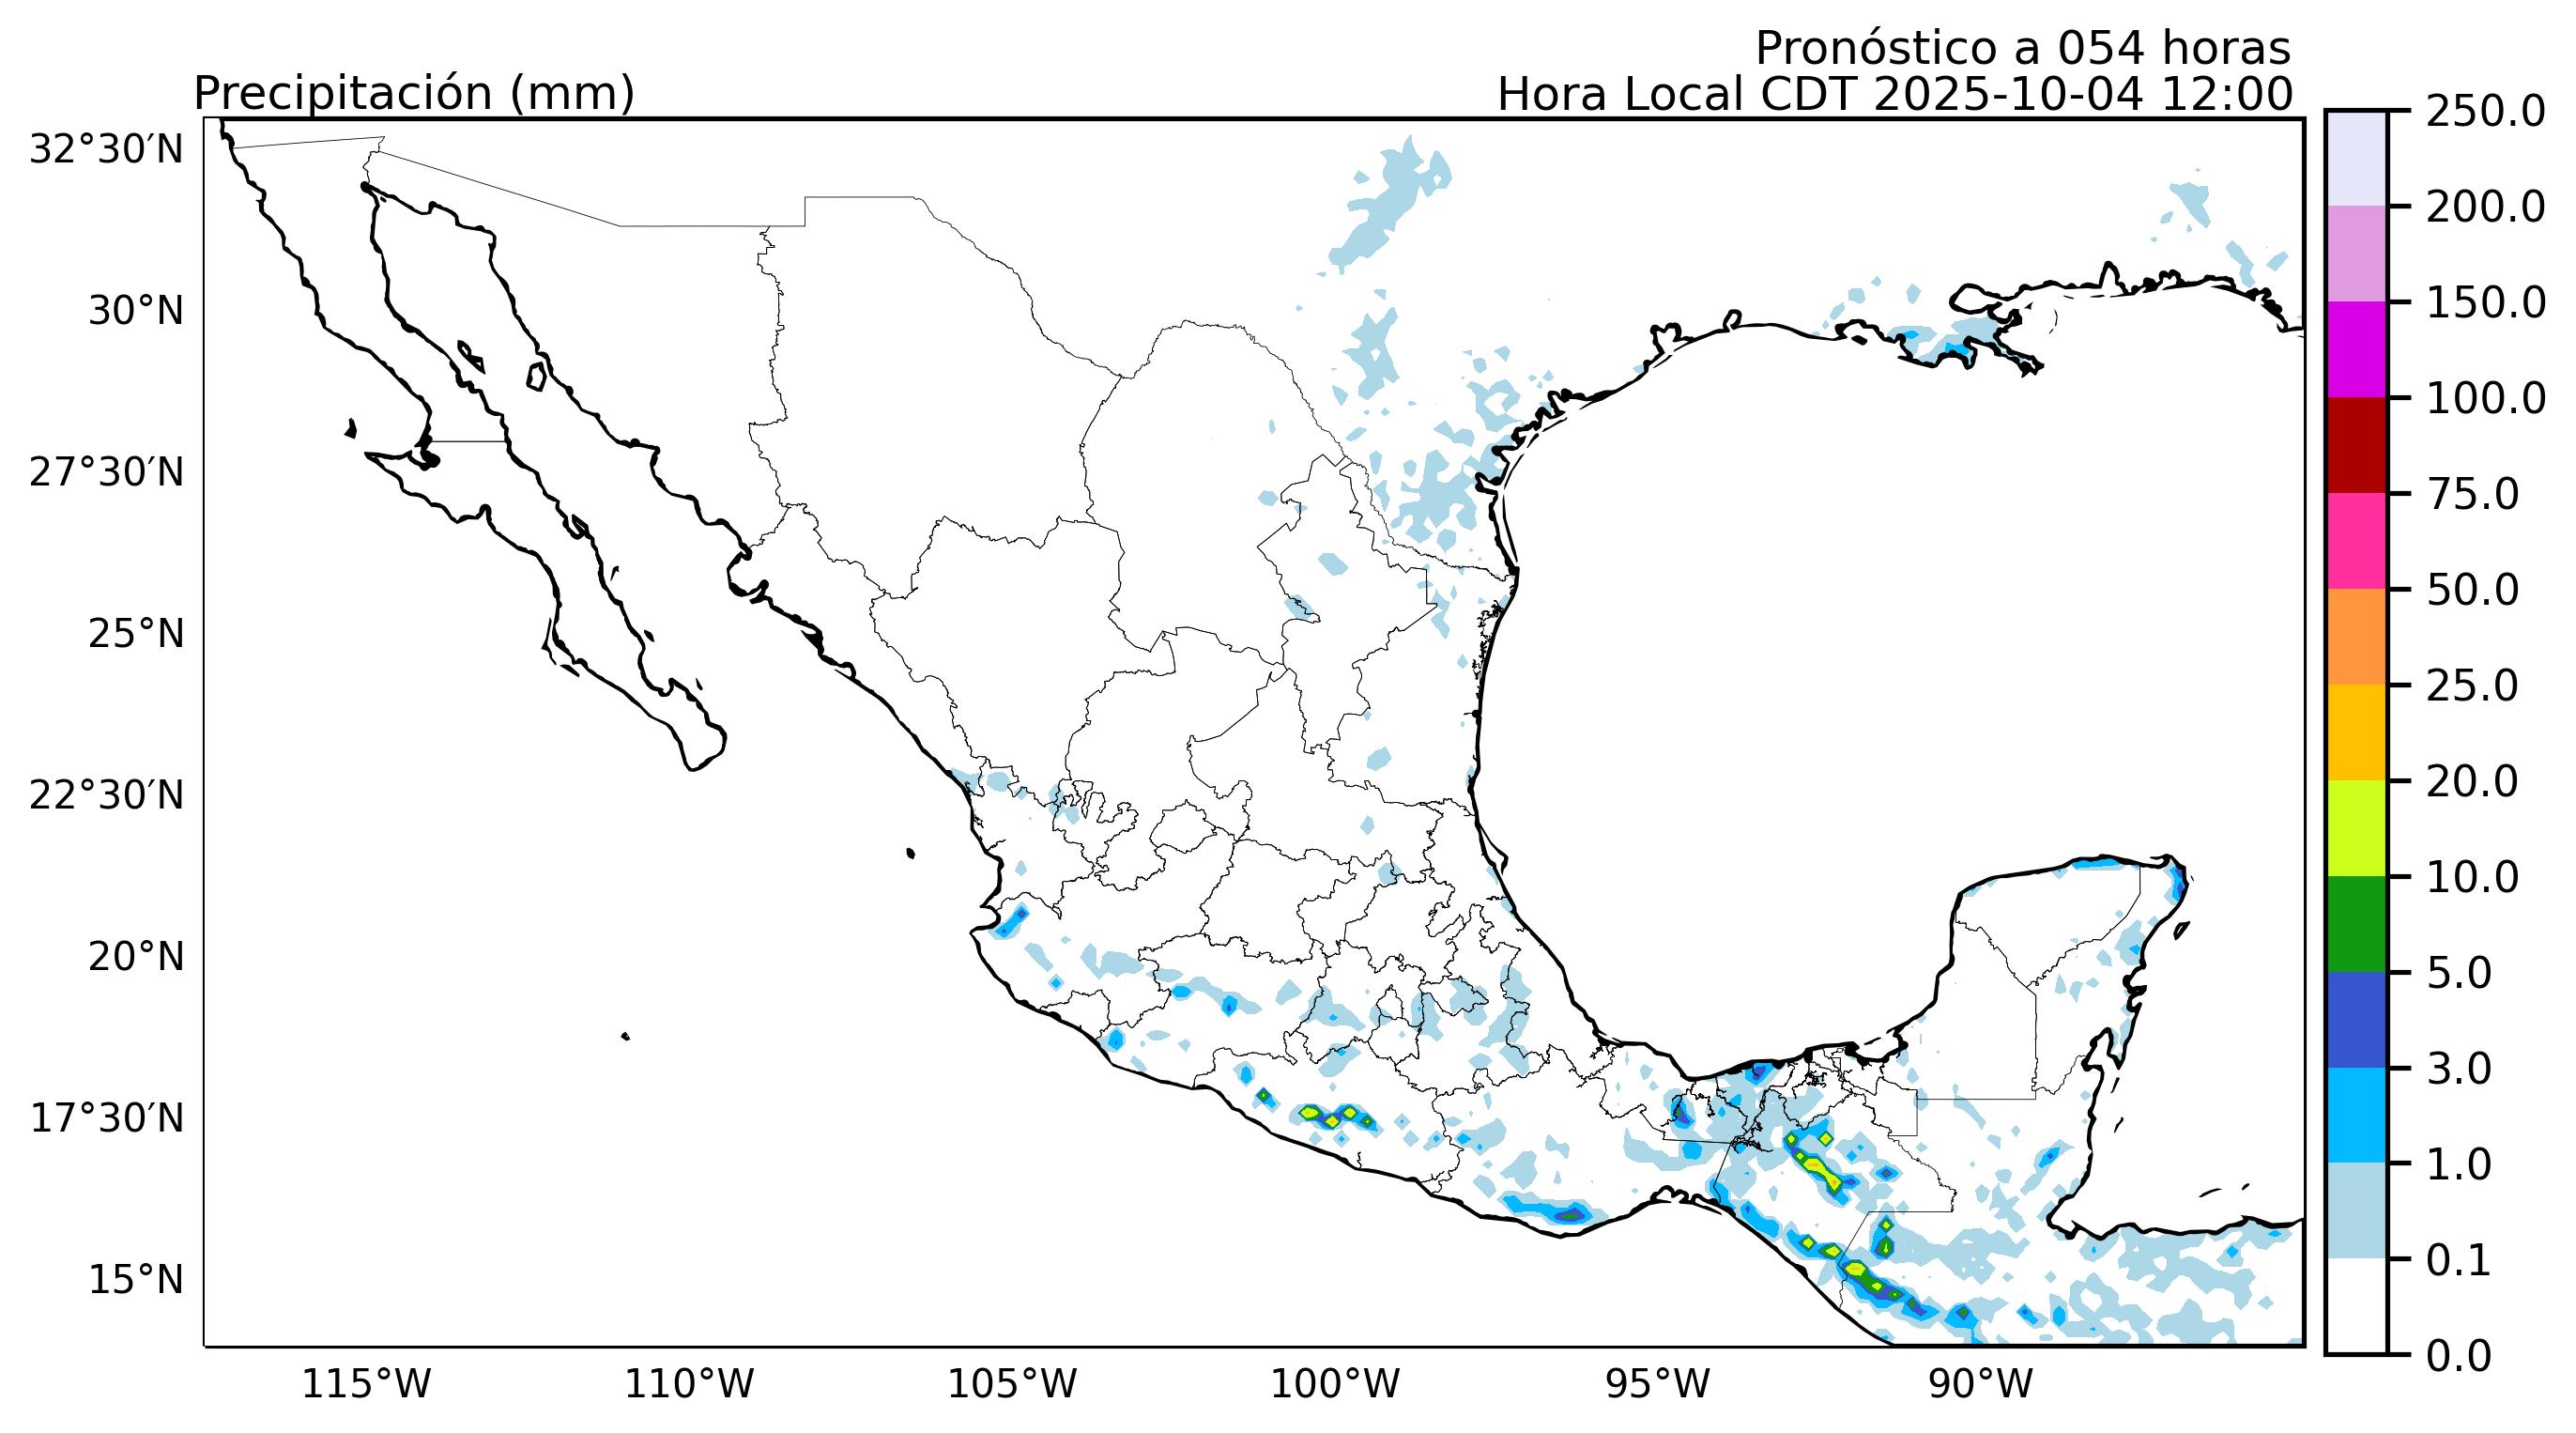 Pronóstico a 054 horas
Precipitación (mm)
Hora Local CDT 2025-10-04 12:00
32°30′N
30°N
27°30′N
25°N
22°30′N
20°N
17°30′N
15°N
115°W
110°W
105°W
100°W
95°W
90°W
250.0
200.0
150.0
100.0
75.0
50.0
25.0
20.0
10.0
5.0
3.0
1.0
0.1
0.0